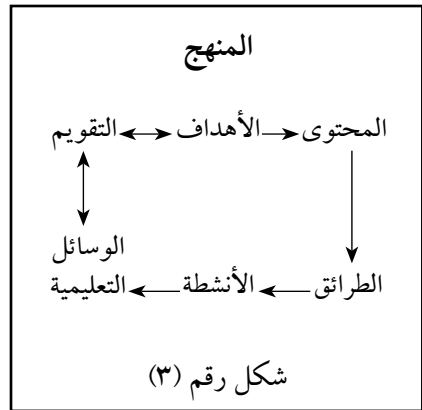 المنهج
المحتوى الأهداف التقويم
الوسائل
الطرائق الأنشطة التعليمية
شكل رقم (٣)